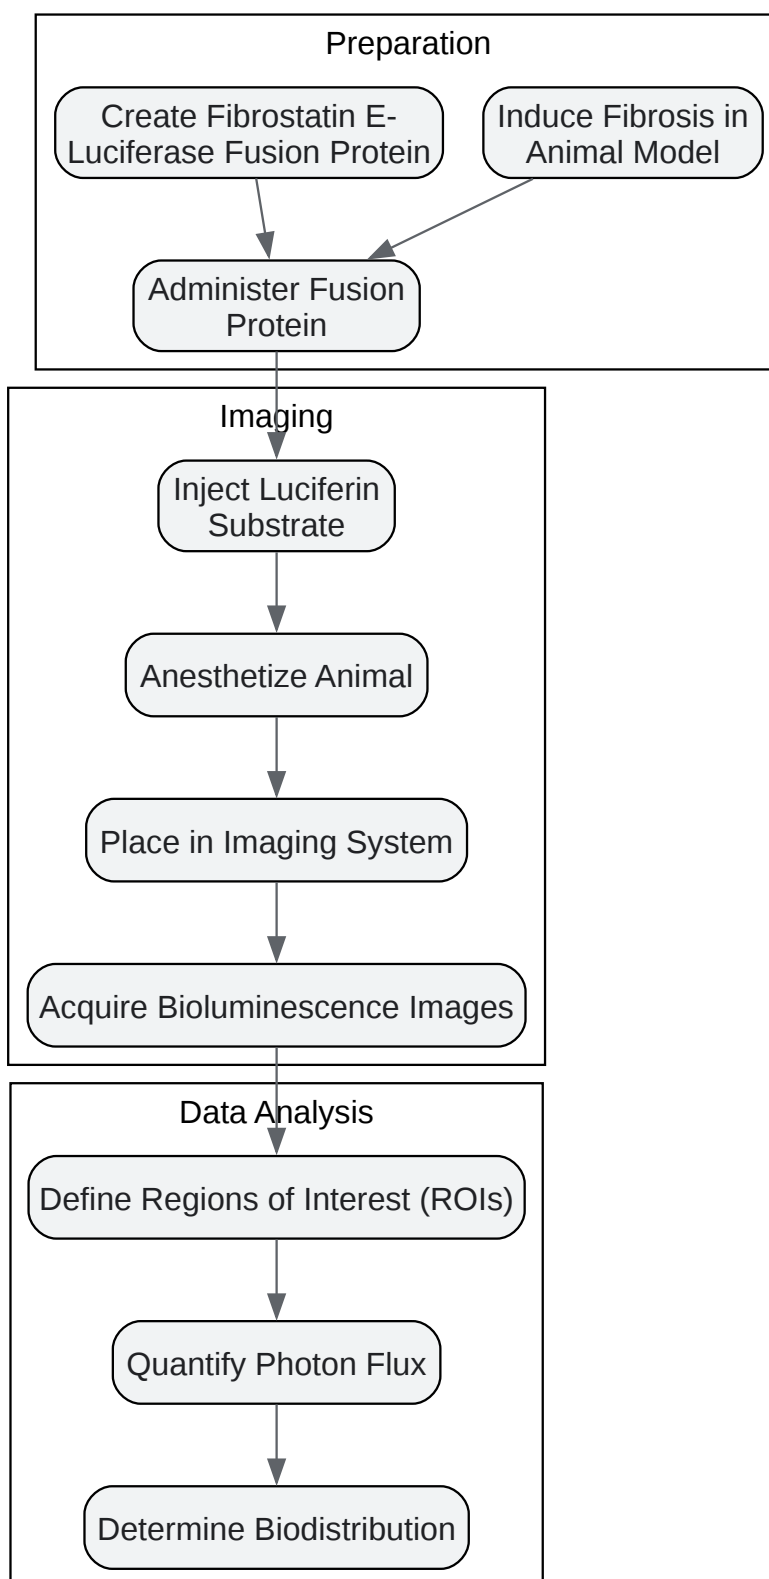 Preparation
Create Fibrostatin E-
Luciferase Fusion Protein
Induce Fibrosis in
Animal Model
Administer Fusion
Protein
Imaging
Inject Luciferin
Substrate
Anesthetize Animal
Place in Imaging System
Acquire Bioluminescence Images
Data Analysis
Define Regions of Interest (ROIs)
Quantify Photon Flux
Determine Biodistribution